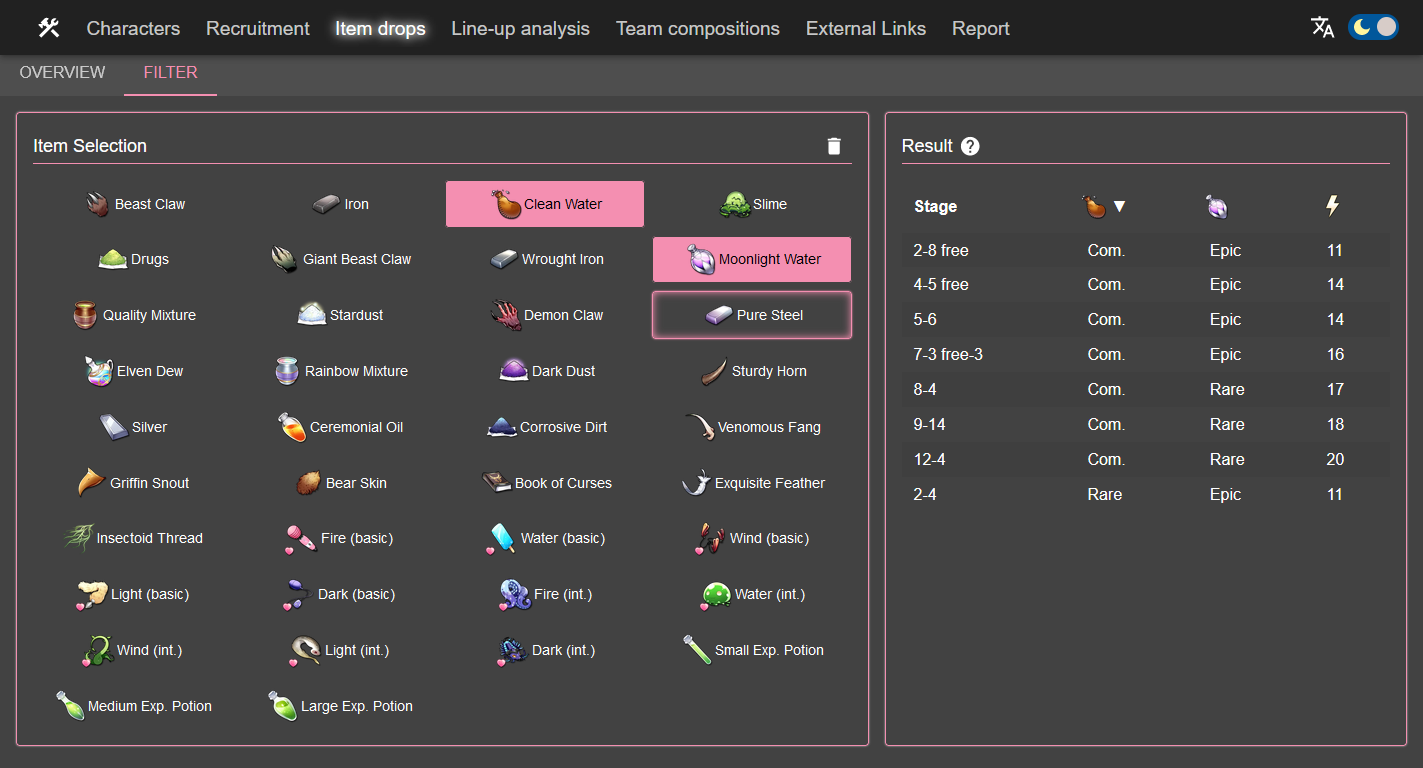 Characters Recruitment Item drops Line-up analysis Team compositions External Links Report
OVERVIEW FILTER
Item Selection
Beast Claw Iron Clean Water Slime
Drugs Giant Beast Claw Wrought Iron Moonlight Water
Quality Mixture Stardust Demon Claw Pure Steel
Elven Dew Rainbow Mixture Dark Dust Sturdy Horn
Silver Ceremonial Oil Corrosive Dirt Venomous Fang
Griffin Snout Bear Skin Book of Curses Exquisite Feather
Insectoid Thread Fire (basic) Water (basic) Wind (basic)
Light (basic) Dark (basic) Fire (int.) Water (int.)
Wind (int.) Light (int.) Dark (int.) Small Exp. Potion
Medium Exp. Potion Large Exp. Potion
Result ?
Stage ▼
2-8 free Com. Epic 11
4-5 free Com. Epic 14
5-6 Com. Epic 14
7-3 free-3 Com. Epic 16
8-4 Com. Rare 17
9-14 Com. Rare 18
12-4 Com. Rare 20
2-4 Rare Epic 11